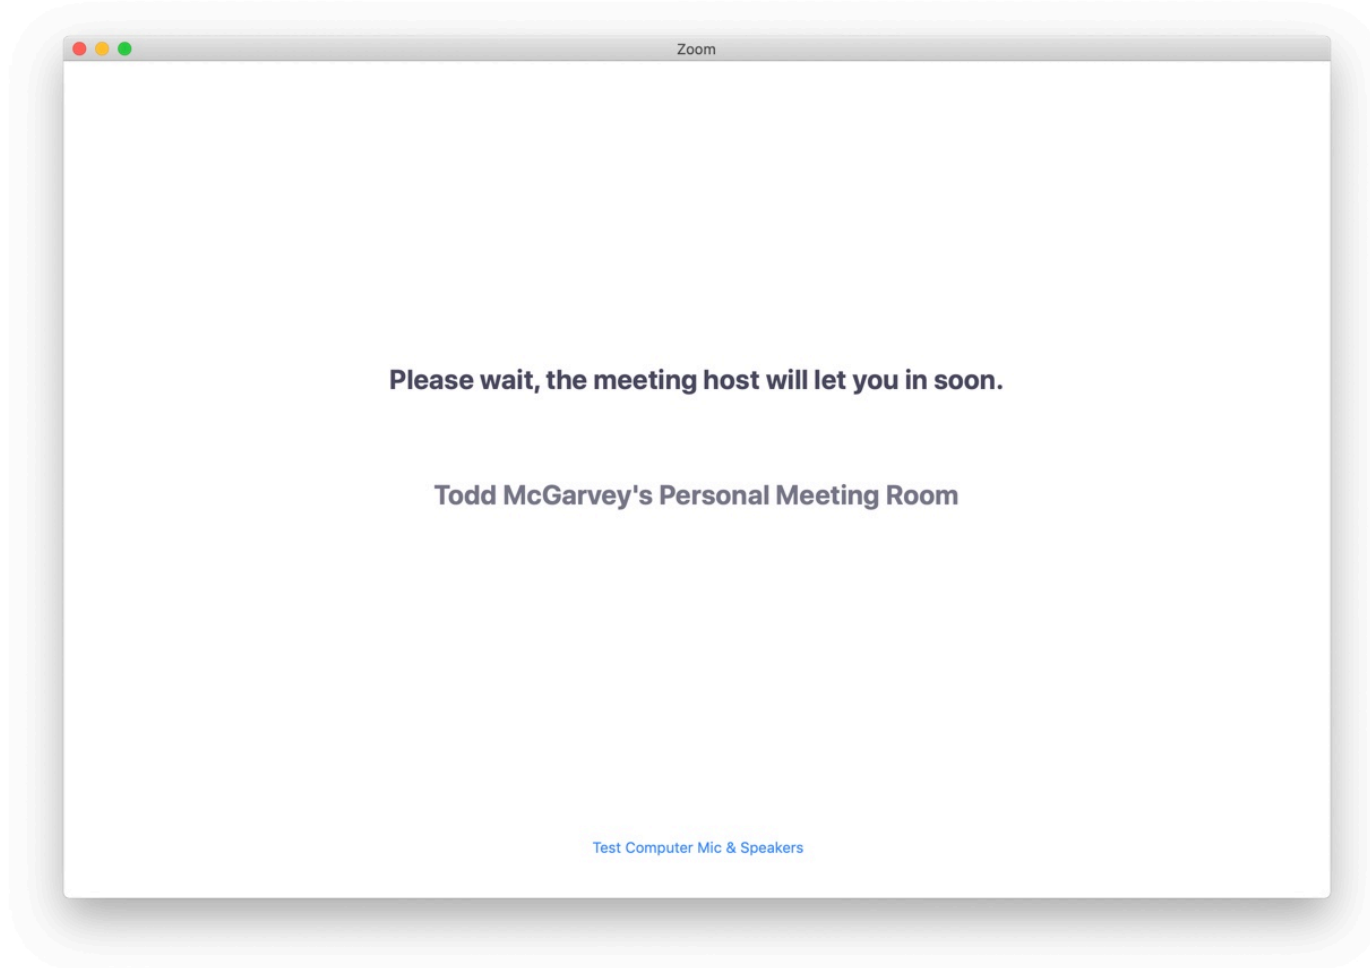 Zoom
Please wait, the meeting host will let you in soon.
Todd McGarvey's Personal Meeting Room
Test Computer Mic & Speakers